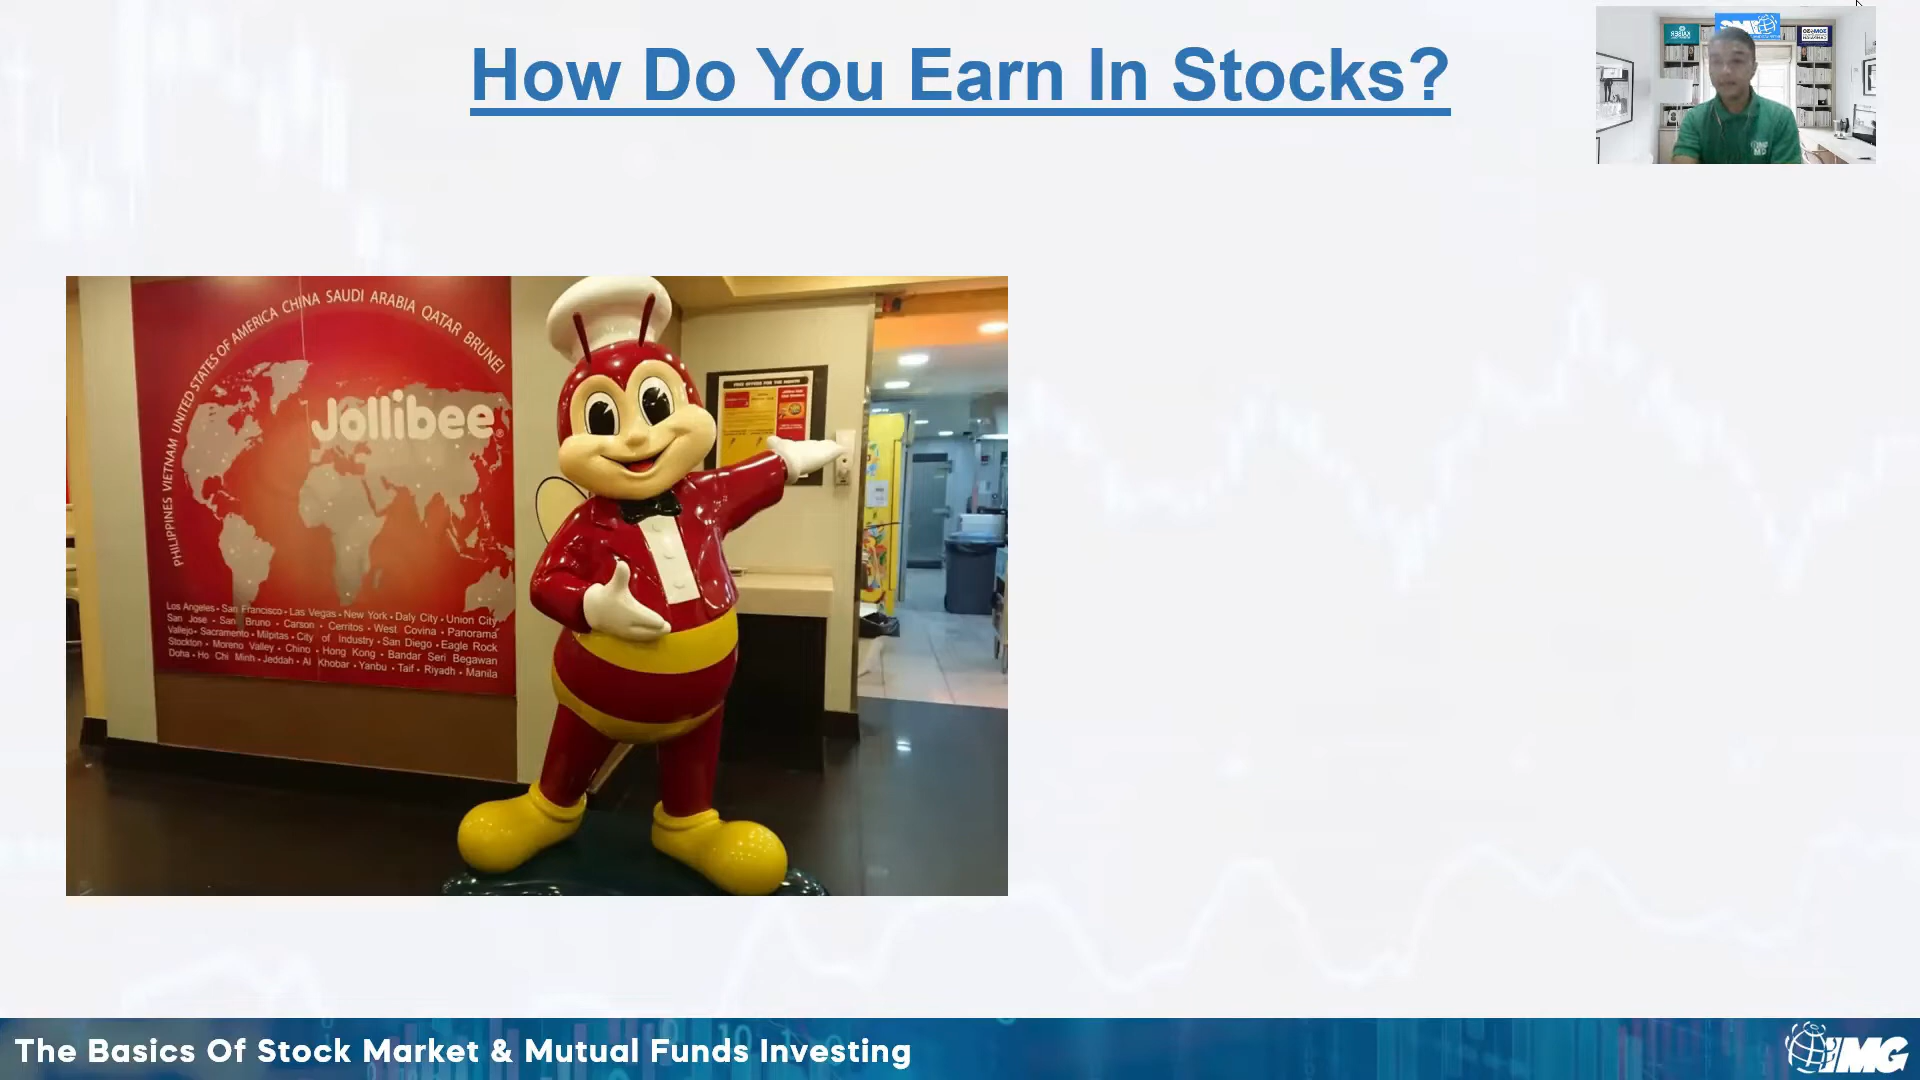 How Do You Earn In Stocks?
PHILIPPINES VIETNAM UNITED STATES OF AMERICA CHINA SAUDI ARABIA QATAR BRUNEI
Jollibee
Los Angeles • San Francisco • Las Vegas • New York • Daly City • Union City
San Jose • San Bruno • Carson • Cerritos • West Covina • Panorama
Vallejo • Sacramento • Milpitas • City of Industry • San Diego • Eagle Rock
Stockton • Moreno Valley • Chino • Hong Kong • Bandar Seri Begawan
Doha • Ho Chi Minh • Jeddah • Al Khobar • Yanbu • Taif • Riyadh • Manila
The Basics Of Stock Market & Mutual Funds Investing
IMG